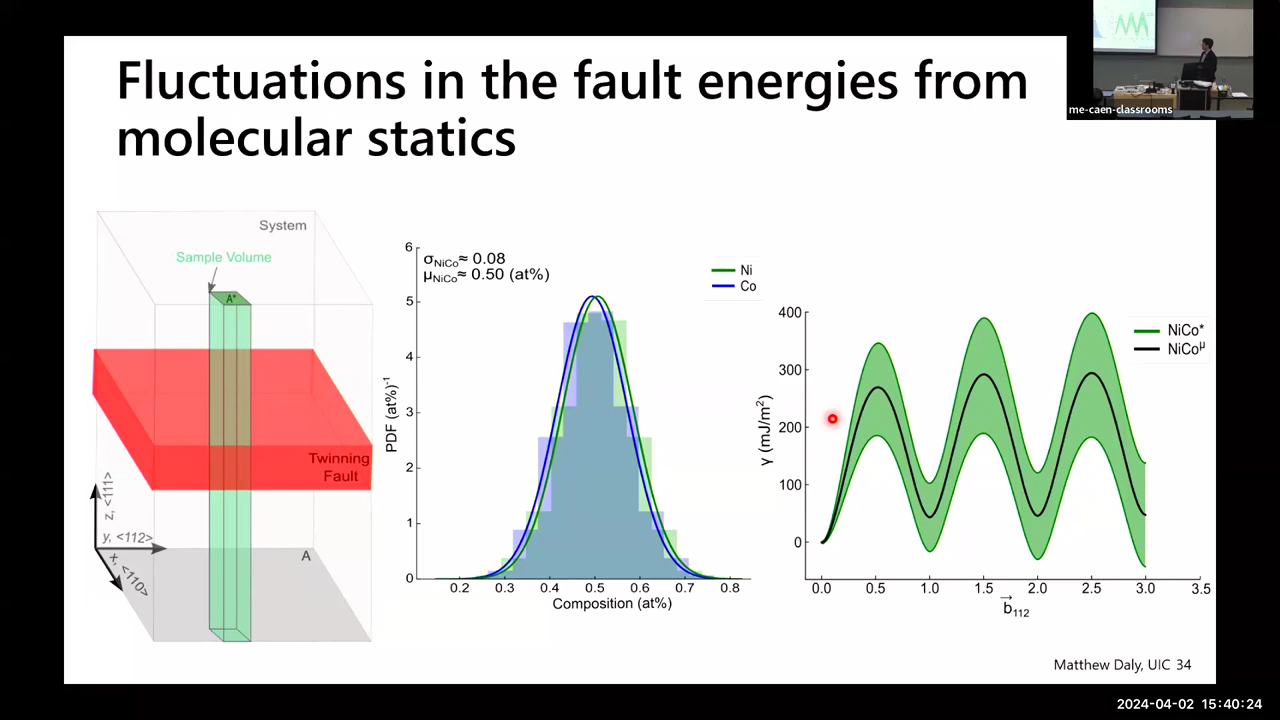 Fluctuations in the fault energies from
molecular statics
me-caen-classrooms
System
Sample Volume
A*
Twinning
Fault
z, <111>
y, <112>
x, <110>
A
σNiCo≈ 0.08
μNiCo≈ 0.50 (at%)
Ni
Co
PDF (at%)⁻¹
6
5
4
3
2
1
0
0.2 0.3 0.4 0.5 0.6 0.7 0.8
Composition (at%)
NiCo*
NiCoᵘ
γ (mJ/m²)
400
300
200
100
0
0.0 0.5 1.0 1.5 2.0 2.5 3.0 3.5
b⃗112
Matthew Daly, UIC 34
2024-04-02 15:40:24